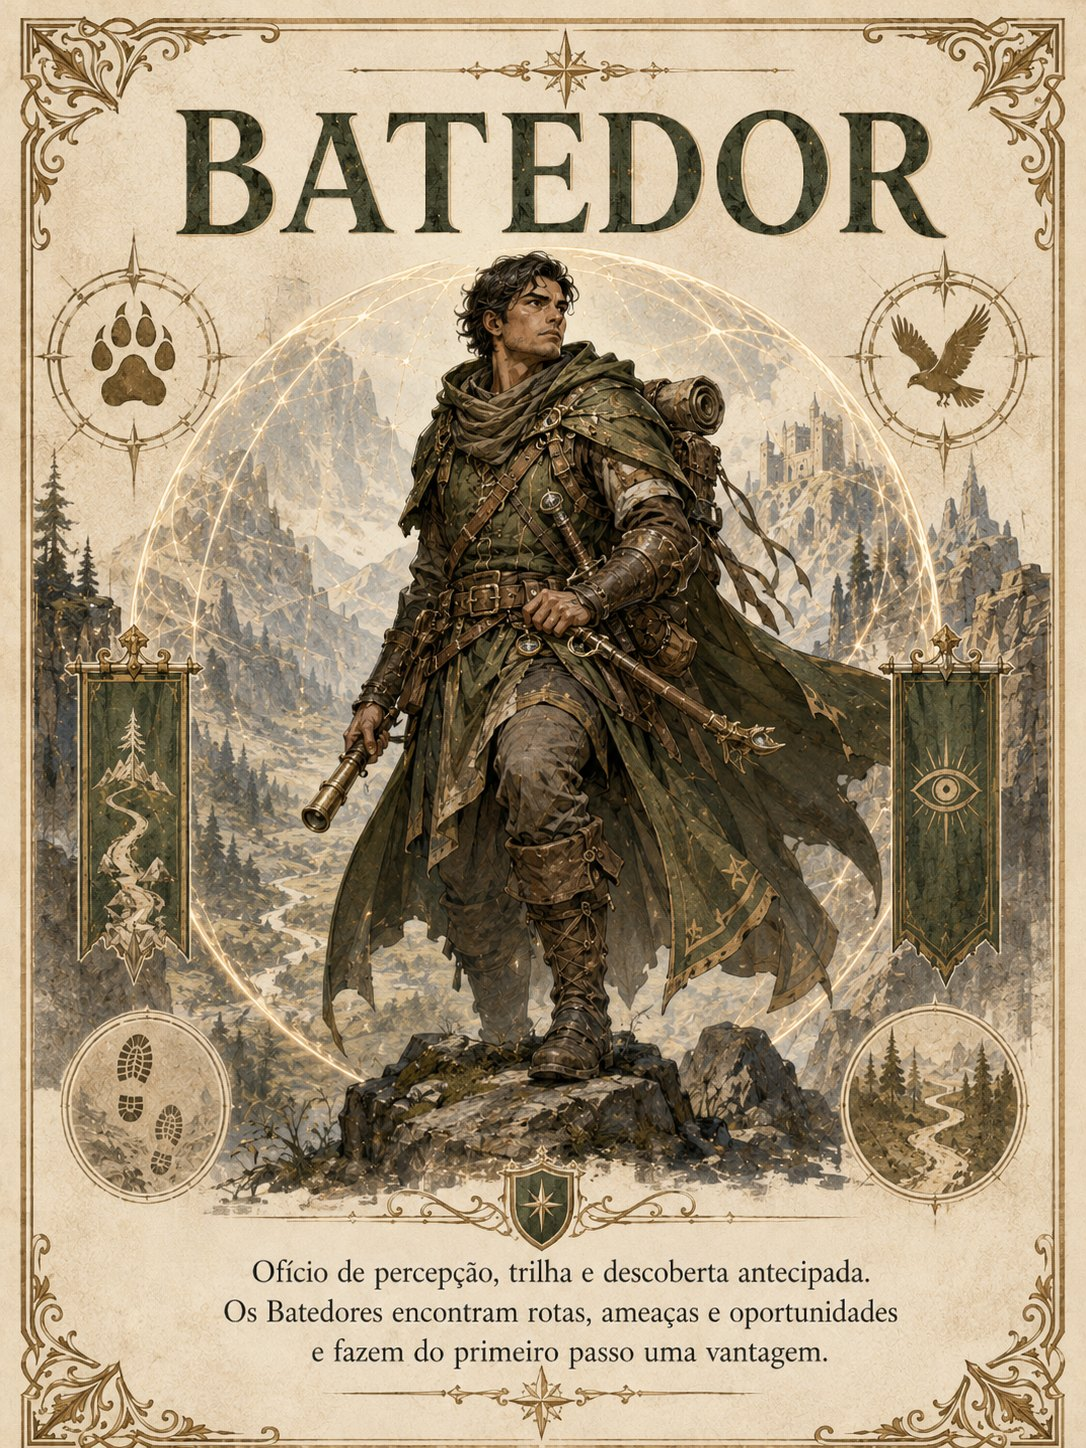 BATEDOR
Ofício de percepção, trilha e descoberta antecipada.
Os Batedores encontram rotas, ameaças e oportunidades
e fazem do primeiro passo uma vantagem.